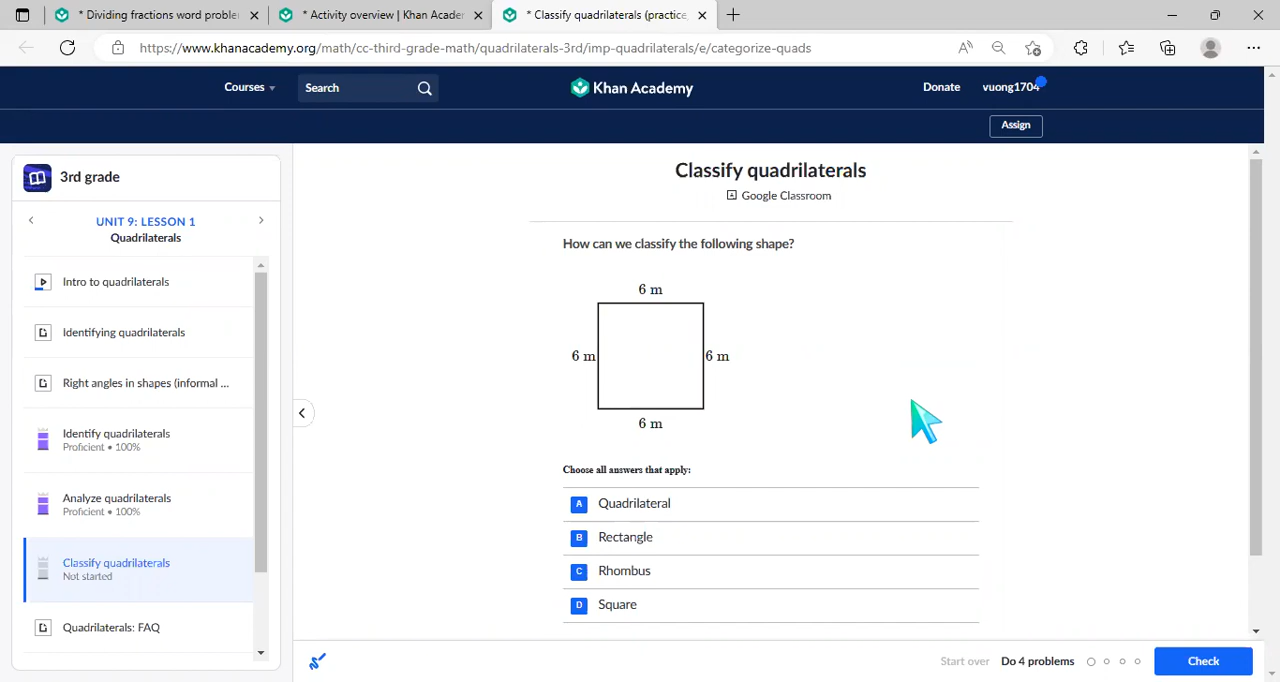 * Dividing fractions word proble
* Activity overview | Khan Acader
* Classify quadrilaterals (practice,
https://www.khanacademy.org/math/cc-third-grade-math/quadrilaterals-3rd/imp-quadrilaterals/e/categorize-quads
Courses
Search
Khan Academy
Donate
vuong1704
Assign
3rd grade
UNIT 9: LESSON 1
Quadrilaterals
Intro to quadrilaterals
Identifying quadrilaterals
Right angles in shapes (informal ...
Identify quadrilaterals
Proficient • 100%
Analyze quadrilaterals
Proficient • 100%
Classify quadrilaterals
Not started
Quadrilaterals: FAQ
Classify quadrilaterals
Google Classroom
How can we classify the following shape?
6 m
6 m 6 m
6 m
Choose all answers that apply:
A Quadrilateral
B Rectangle
C Rhombus
D Square
Start over Do 4 problems Check